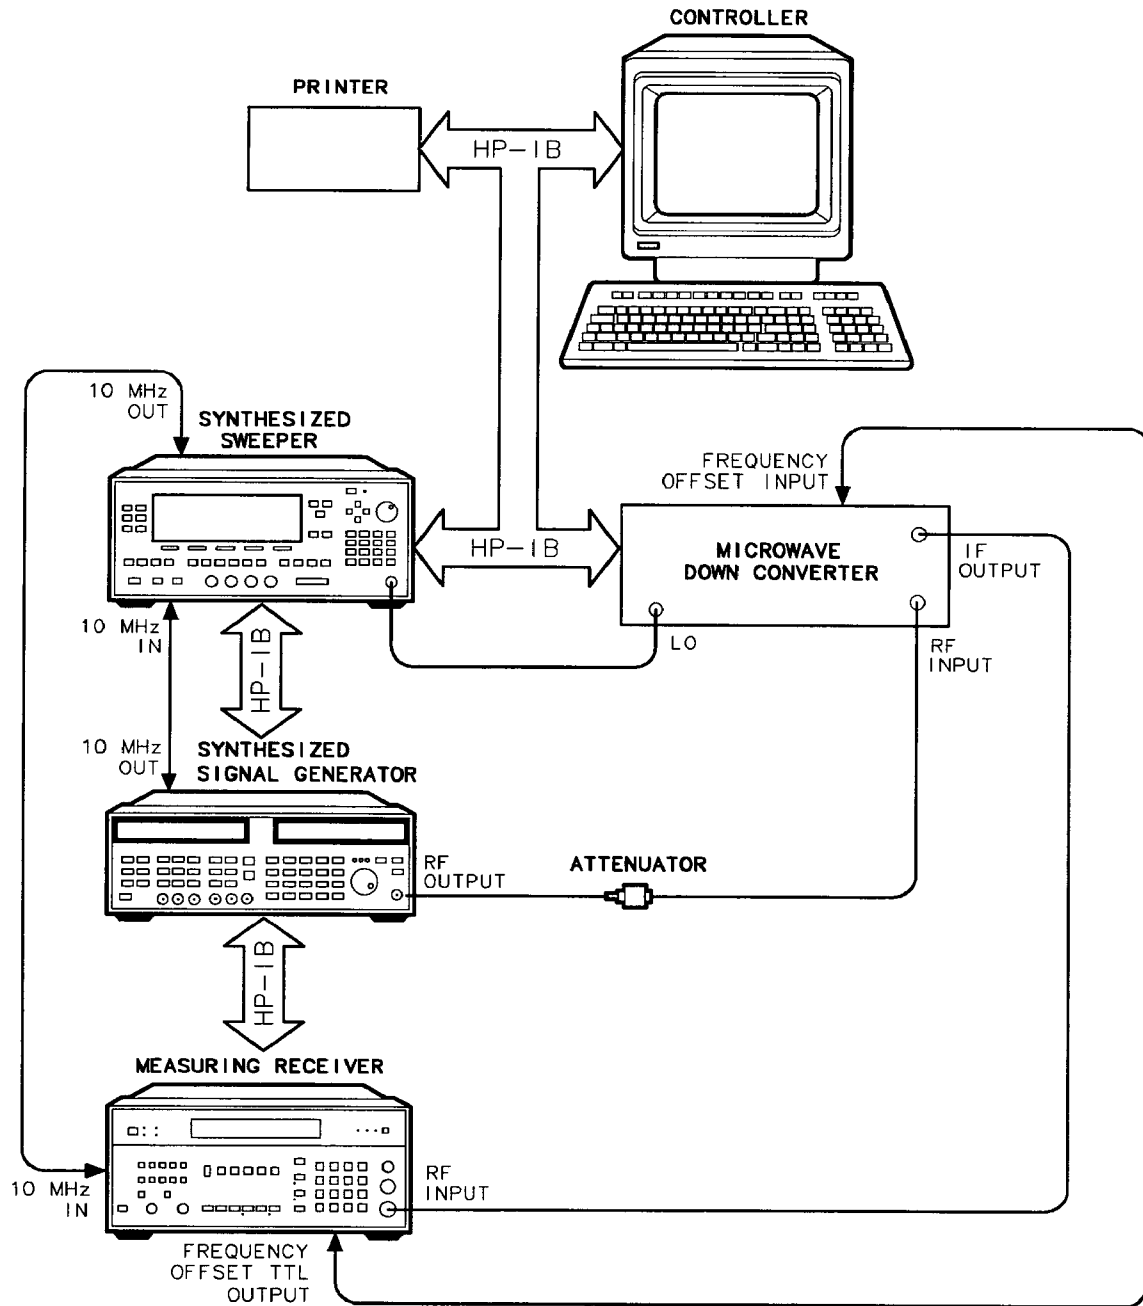 CONTROLLER
PRINTER
HP-IB
10 MHz
OUT
SYNTHESIZED
SWEEPER
FREQUENCY
OFFSET INPUT
HP-IB
MICROWAVE
DOWN CONVERTER
IF
OUTPUT
10 MHz
IN
HP-IB
LO
RF
INPUT
10 MHz
OUT
SYNTHESIZED
SIGNAL GENERATOR
RF
OUTPUT
ATTENUATOR
HP-IB
MEASURING RECEIVER
RF
INPUT
10 MHz
IN
FREQUENCY
OFFSET TTL
OUTPUT